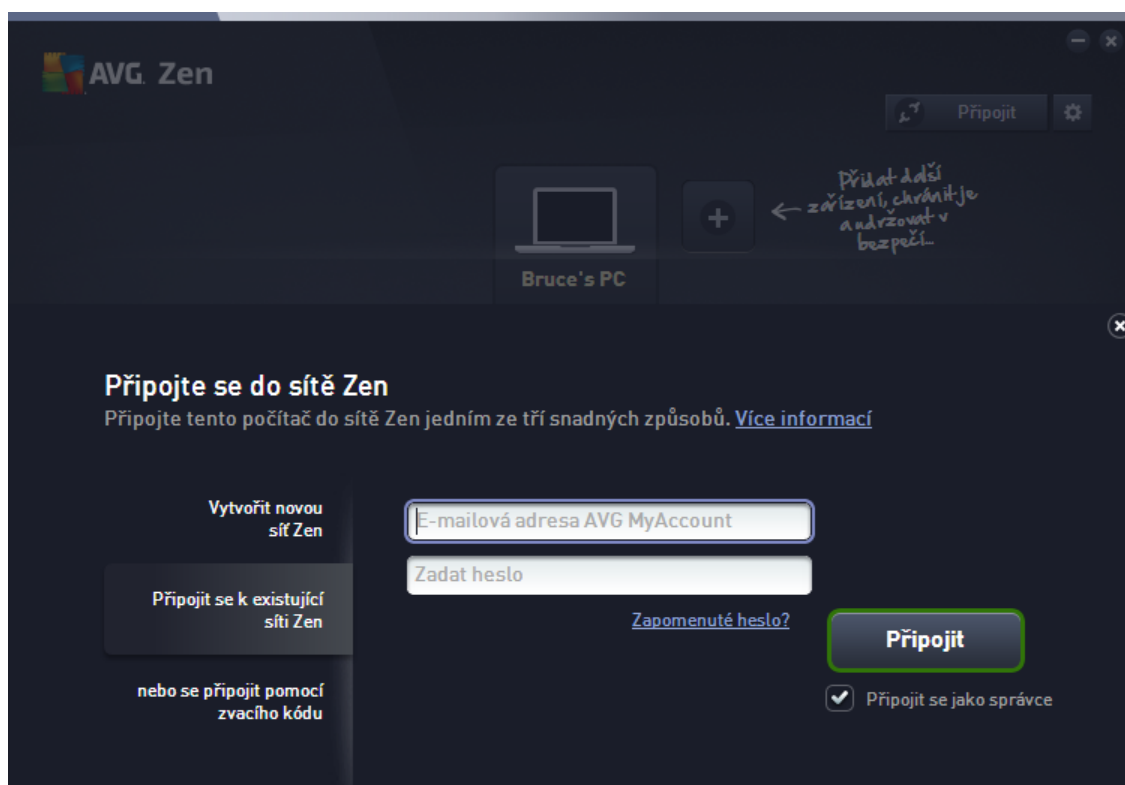 AVG. Zen
Připojit
Přidat další
zařízení, chránit je
a udržovat v
bezpečí...
Bruce's PC
Připojte se do sítě Zen
Připojte tento počítač do sítě Zen jedním ze tří snadných způsobů. Více informací
Vytvořit novou
síť Zen
Připojit se k existující
síti Zen
nebo se připojit pomocí
zvacího kódu
E-mailová adresa AVG MyAccount
Zadat heslo
Zapomenuté heslo?
Připojit
Připojit se jako správce